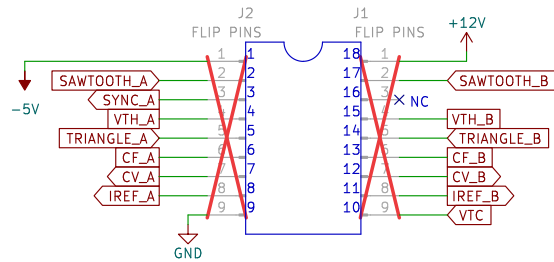 J2
FLIP PINS
J1
FLIP PINS
+12V
-5V
1 1 18 1
SAWTOOTH_A 2 2 17 2 SAWTOOTH_B
SYNC_A 3 3 16 3 NC
VTH_A 4 4 15 4 VTH_B
TRIANGLE_A 5 5 14 5 TRIANGLE_B
CF_A 6 6 13 6 CF_B
CV_A 7 7 12 7 CV_B
IREF_A 8 8 11 8 IREF_B
9 9 10 9 VTC
GND